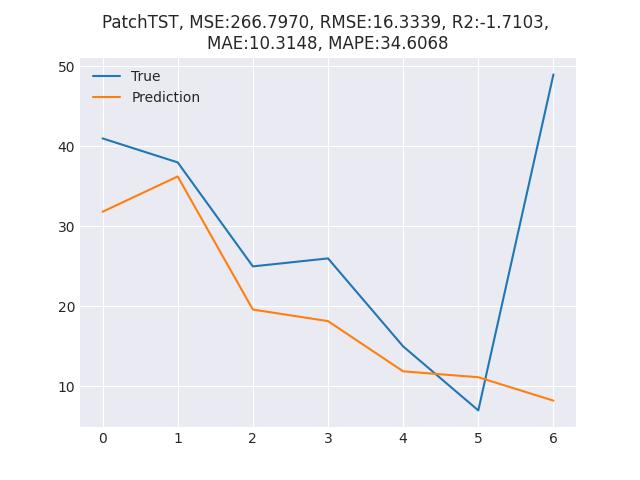 PatchTST, MSE:266.7970, RMSE:16.3339, R2:-1.7103,
MAE:10.3148, MAPE:34.6068
True
Prediction
50
40
30
20
10
0 1 2 3 4 5 6